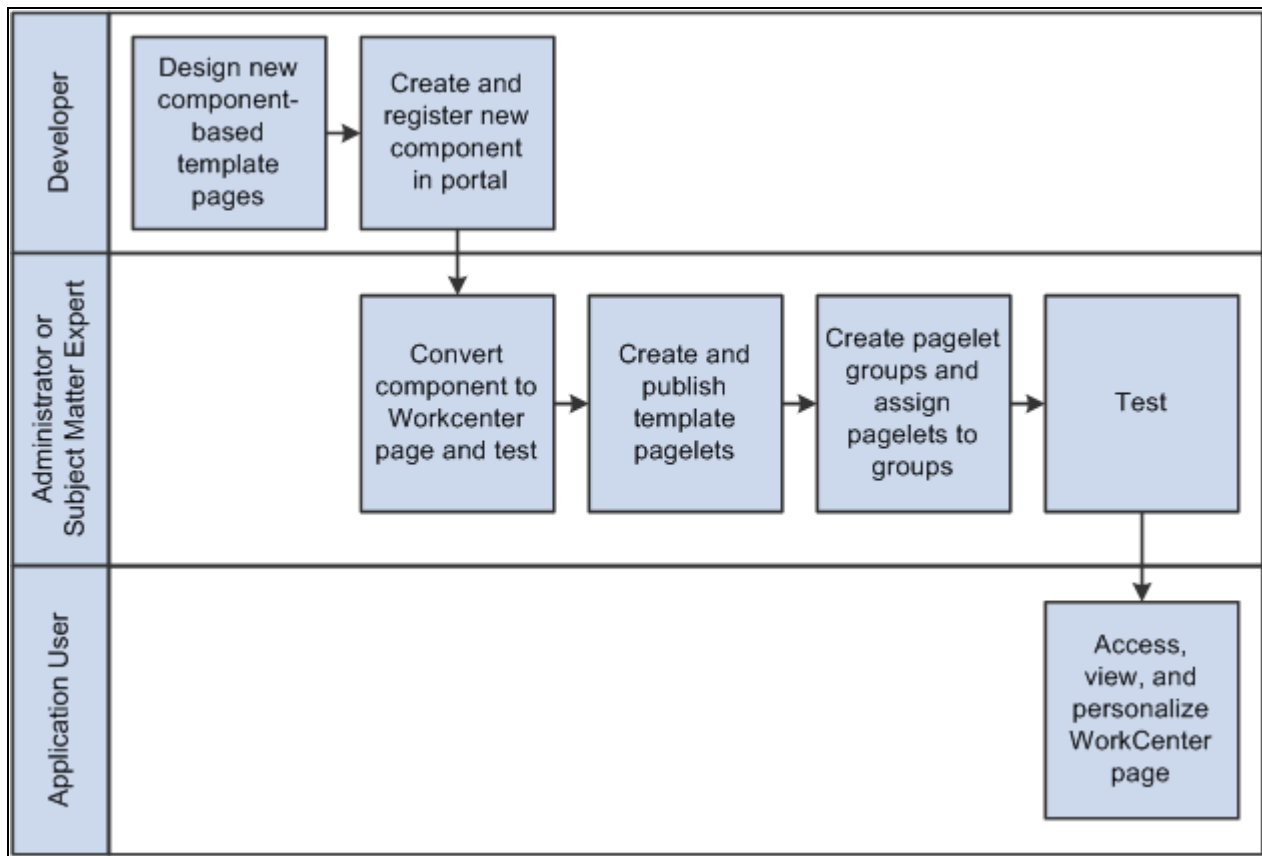 Developer
Design new
component-
based
template
pages
Create and
register new
component
in portal
Administrator or
Subject Matter Expert
Convert
component to
Workcenter
page and test
Create and
publish
template
pagelets
Create pagelet
groups and
assign
pagelets to
groups
Test
Application User
Access,
view, and
personalize
WorkCenter
page